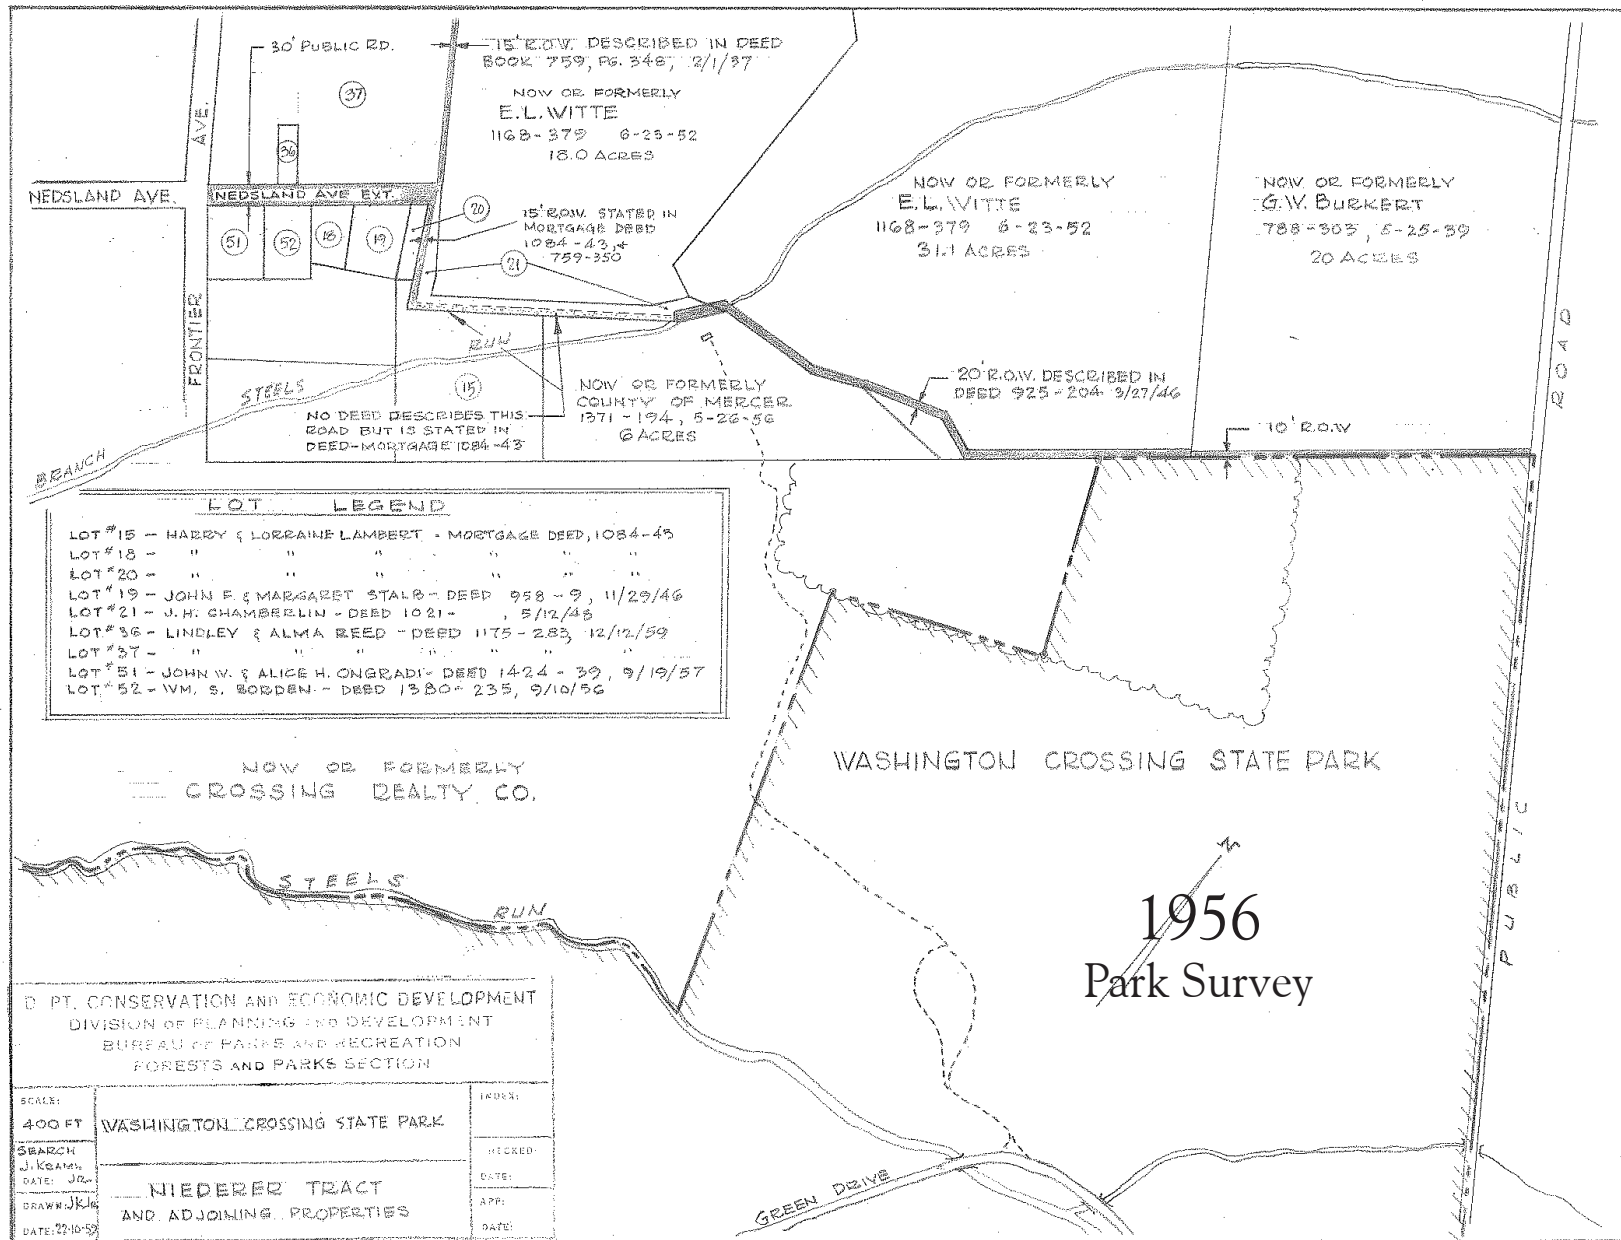 30' PUBLIC RD.
15' R.O.W. DESCRIBED IN DEED
BOOK 759, PG. 348, 2/1/37
NOW OR FORMERLY
E.L. WITTE
1168-379 6-23-52
18.0 ACRES
37
36
AVE.
FRONTIER
NEDSLAND AVE.
NEDSLAND AVE EXT.
51
52
18
19
20
21
15' R.O.W. STATED IN
MORTGAGE DEED
1084-43, &
759-350
NOW OR FORMERLY
E.L. WITTE
1168-379 6-23-52
31.1 ACRES
NOW OR FORMERLY
G.W. BURKERT
788-303, 5-25-39
20 ACRES
ROAD
RUN
STEELS
BRANCH
15
NO DEED DESCRIBES THIS
ROAD BUT IS STATED IN
DEED-MORTGAGE 1084-43
NOW OR FORMERLY
COUNTY OF MERCER
1371-194, 5-26-56
6 ACRES
20' R.O.W. DESCRIBED IN
DEED 925-204 3/27/46
10' R.O.W
LOT LEGEND
LOT #15 - HARRY & LORRAINE LAMBERT - MORTGAGE DEED, 1084-43
LOT #18 - " " " " " "
LOT #20 - " " " " " "
LOT #19 - JOHN F. & MARGARET STALB - DEED 958-9, 11/29/46
LOT #21 - J.H. CHAMBERLIN - DEED 1021- , 5/12/48
LOT #36 - LINDLEY & ALMA REED - DEED 1175-283, 12/12/59
LOT #37 - " " " " " "
LOT #51 - JOHN W. & ALICE H. ONGRADI - DEED 1424-39, 9/19/57
LOT #52 - WM. S. BORDEN - DEED 1380-235, 9/10/56
NOW OR FORMERLY
CROSSING REALTY CO.
WASHINGTON CROSSING STATE PARK
STEELS
RUN
N
1956
Park Survey
PUBLIC
GREEN DRIVE
D PT. CONSERVATION AND ECONOMIC DEVELOPMENT
DIVISION OF PLANNING AND DEVELOPMENT
BUREAU OF PARKS AND RECREATION
FORESTS AND PARKS SECTION
SCALE:
400 FT
WASHINGTON CROSSING STATE PARK
INDEX:
SEARCH
DATE:
NIEDERER TRACT
AND ADJOINING PROPERTIES
DATE:
DRAWN:
APP:
DATE: 22-10-59
DATE: